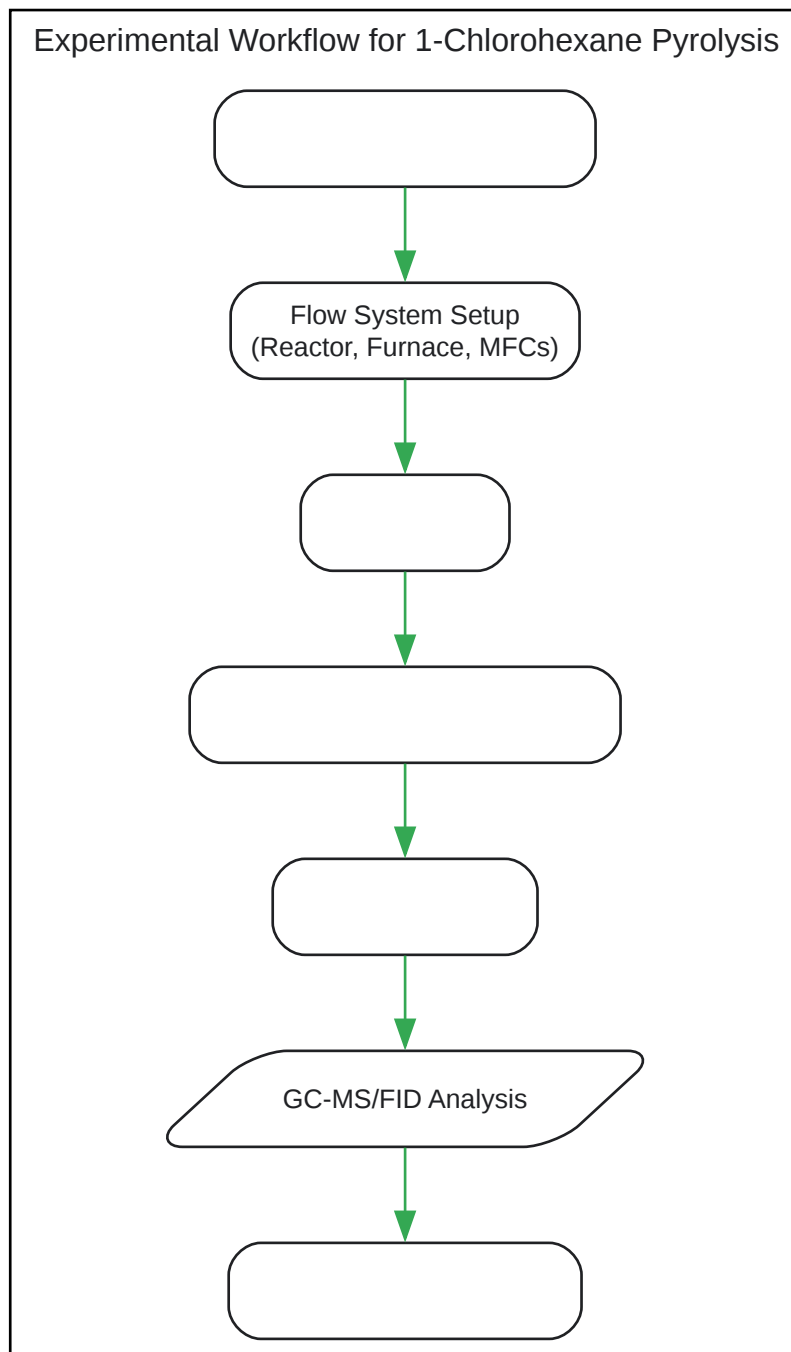 Experimental Workflow for 1-Chlorohexane Pyrolysis
Flow System Setup
(Reactor, Furnace, MFCs)
GC-MS/FID Analysis